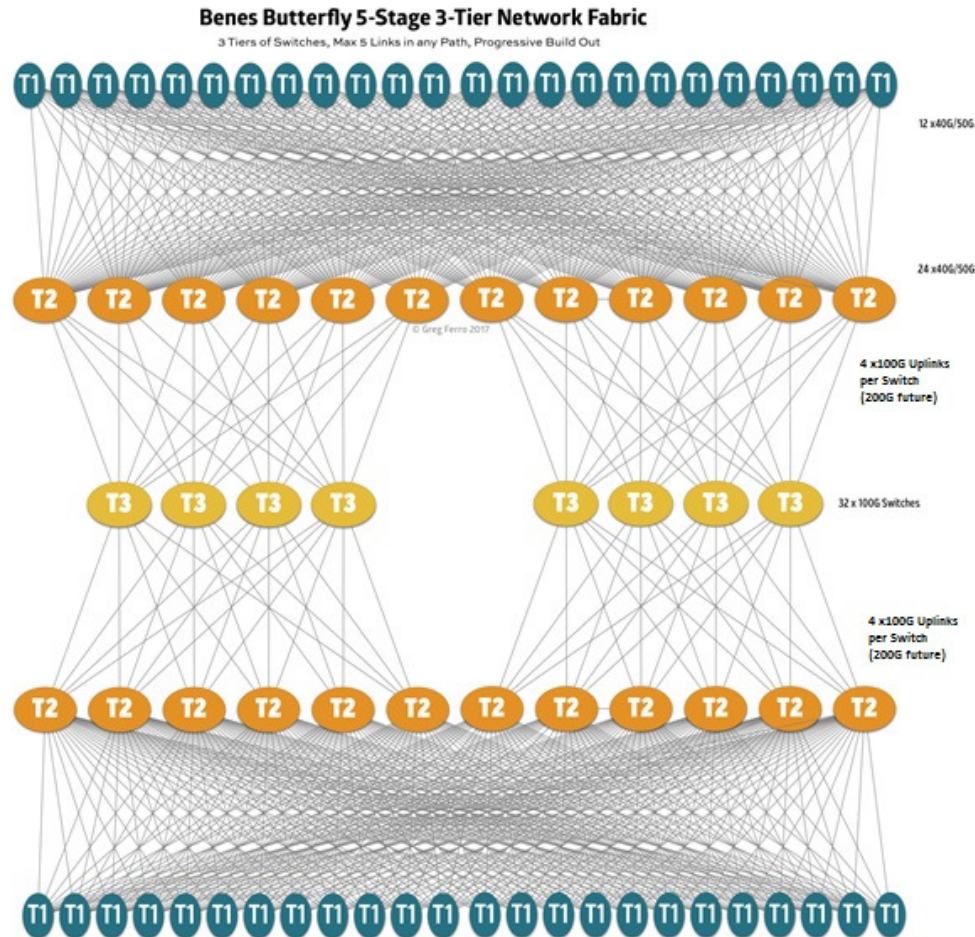 Benes Butterfly 5-Stage 3-Tier Network Fabric
3 Tiers of Switches, Max 5 Links in any Path, Progressive Build Out
T1 T1 T1 T1 T1 T1 T1 T1 T1 T1 T1 T1 T1 T1 T1 T1 T1 T1 T1 T1 T1 T1 T1 T1
12 x40G/50G
24 x40G/50G
T2 T2 T2 T2 T2 T2 T2 T2 T2 T2 T2 T2
© Greg Ferro 2017
4 x100G Uplinks
per Switch
(200G future)
T3 T3 T3 T3 T3 T3 T3 T3
32 x 100G Switches
4 x100G Uplinks
per Switch
(200G future)
T2 T2 T2 T2 T2 T2 T2 T2 T2 T2 T2 T2
T1 T1 T1 T1 T1 T1 T1 T1 T1 T1 T1 T1 T1 T1 T1 T1 T1 T1 T1 T1 T1 T1 T1 T1